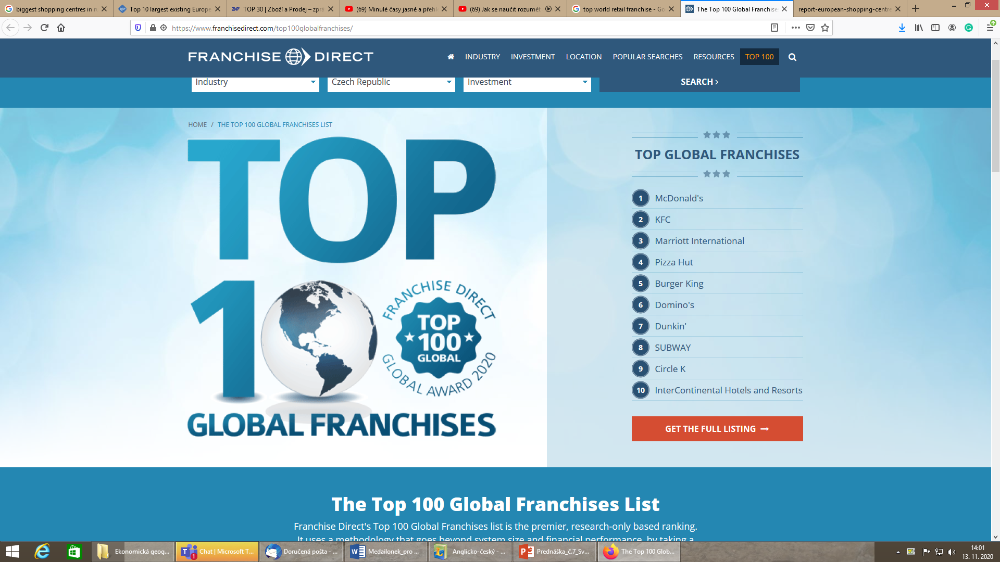 biggest shopping centres in ru
Top 10 largest existing Europe
TOP 30 | Zboží a Prodej – zprá
(69) Minulé časy jasně a přehl
(69) Jak se naučit rozumět
top world retail franchise - Go
The Top 100 Global Franchise
report-european-shopping-centre
https://www.franchisedirect.com/top100globalfranchises/
FRANCHISE DIRECT
INDUSTRY INVESTMENT LOCATION POPULAR SEARCHES RESOURCES TOP 100
Industry Czech Republic Investment SEARCH
HOME / THE TOP 100 GLOBAL FRANCHISES LIST
TOP
100
GLOBAL FRANCHISES
FRANCHISE DIRECT
TOP
100
GLOBAL
GLOBAL AWARD 2020
TOP GLOBAL FRANCHISES
1 McDonald's
2 KFC
3 Marriott International
4 Pizza Hut
5 Burger King
6 Domino's
7 Dunkin'
8 SUBWAY
9 Circle K
10 InterContinental Hotels and Resorts
GET THE FULL LISTING
The Top 100 Global Franchises List
Franchise Direct's Top 100 Global Franchises list is the premier, research-only based ranking.
It uses a methodology that goes beyond system size and financial performance, by taking a
Ekonomická geog...
1
Chat | Microsoft T...
Doručená pošta - ...
Medailonek_pro ...
Anglicko-český - ...
Prednáška_č.7_Sv...
The Top 100 Glob...
14:01
13. 11. 2020